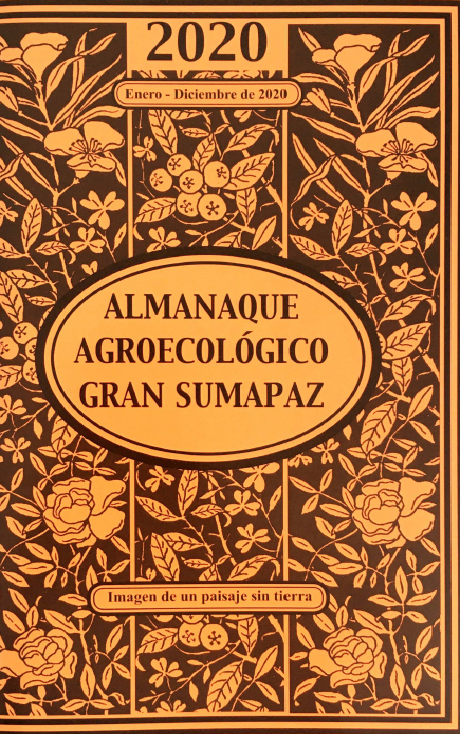 2020
Enero - Diciembre de 2020
ALMANAQUE
AGROECOLÓGICO
GRAN SUMAPAZ
Imagen de un paisaje sin tierra